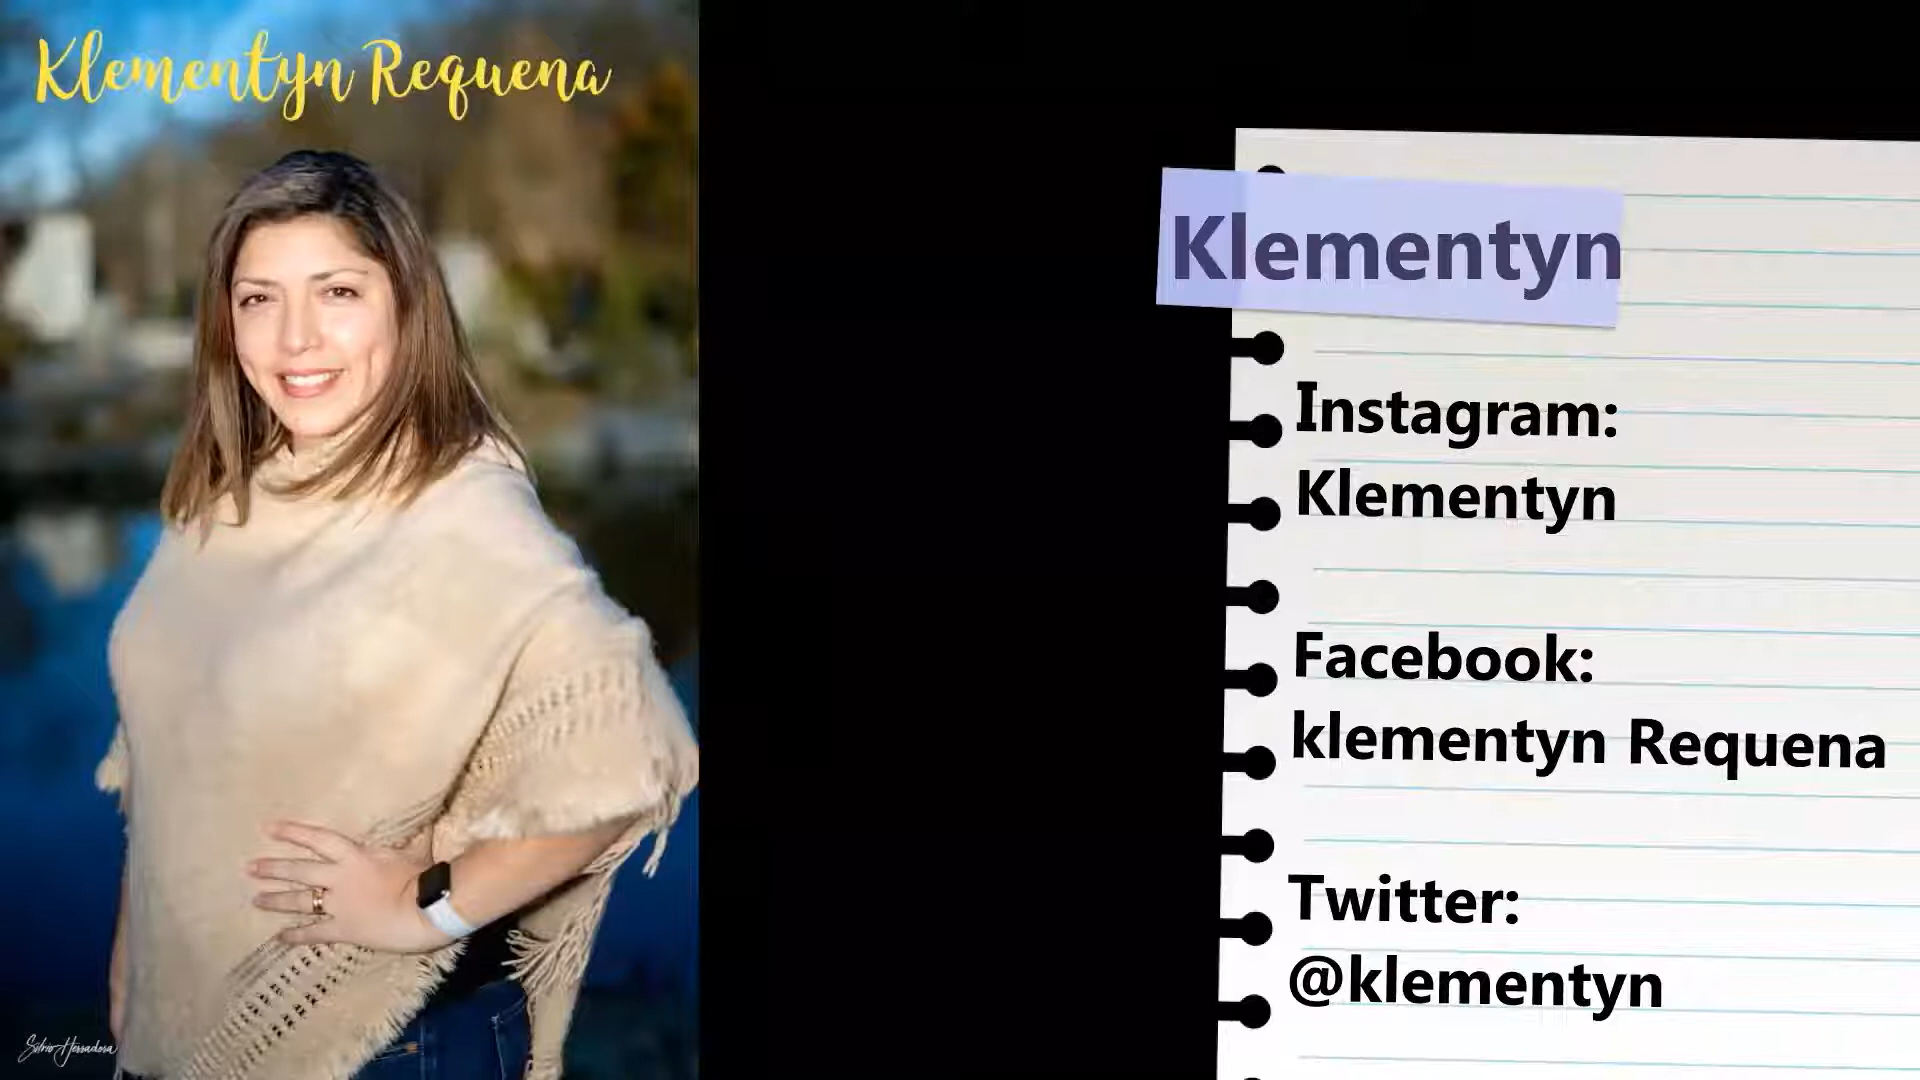 Klementyn Requena
Klementyn
Instagram:
Klementyn
Facebook:
klementyn Requena
Twitter:
@klementyn